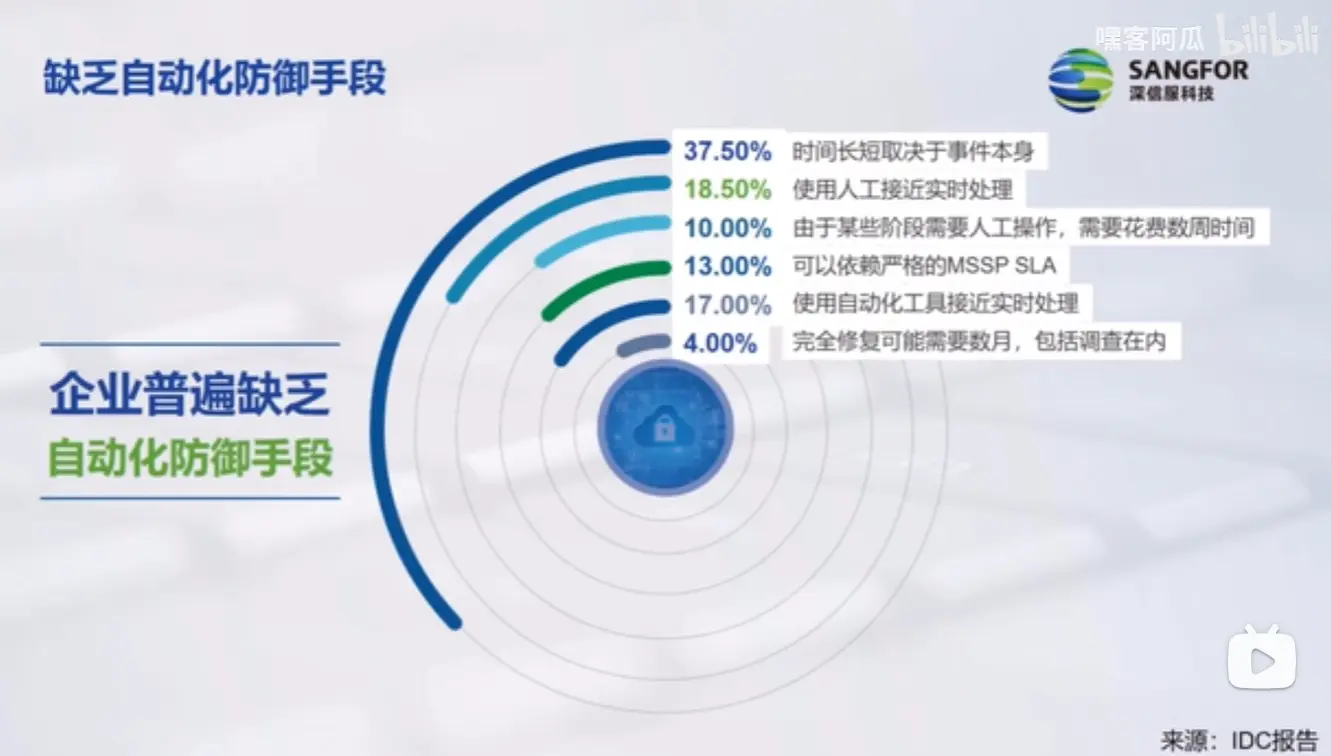 嘿客阿瓜 bilibili
缺乏自动化防御手段
SANGFOR
深信服科技
37.50% 时间长短取决于事件本身
18.50% 使用人工接近实时处理
10.00% 由于某些阶段需要人工操作，需要花费数周时间
13.00% 可以依赖严格的MSSP SLA
17.00% 使用自动化工具接近实时处理
4.00% 完全修复可能需要数月，包括调查在内
企业普遍缺乏
自动化防御手段
来源：IDC报告